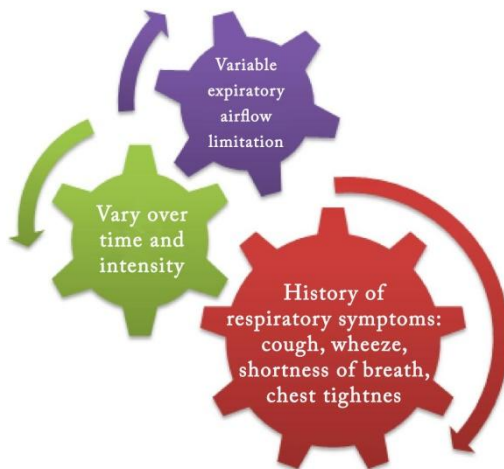 Variable
expiratory
airflow
limitation
Vary over
time and
intensity
History of
respiratory symptoms:
cough, wheeze,
shortness of breath,
chest tightnes